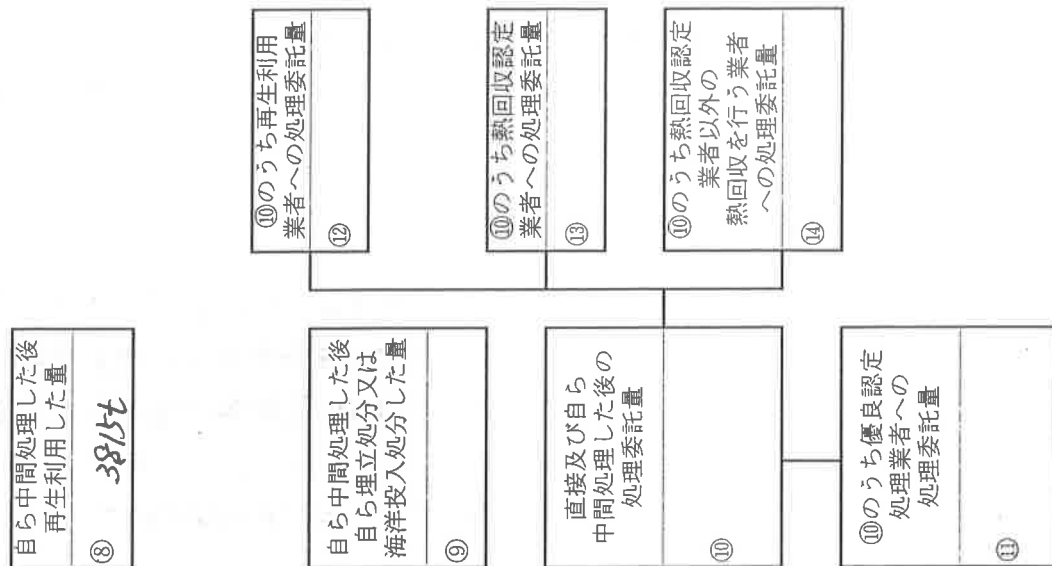 自ら中間処理した後
再生利用した量
⑧
3815t
自ら中間処理した後
自ら埋立処分又は
海洋投入処分した量
⑨
直接及び自ら
中間処理した後の
処理委託量
⑩
⑩のうち優良認定
処理業者への
処理委託量
⑪
⑩のうち再生利用
業者への処理委託量
⑫
⑩のうち熱回収認定
業者への処理委託量
⑬
⑩のうち熱回収認定
業者以外の
熱回収を行う業者
への処理委託量
⑭